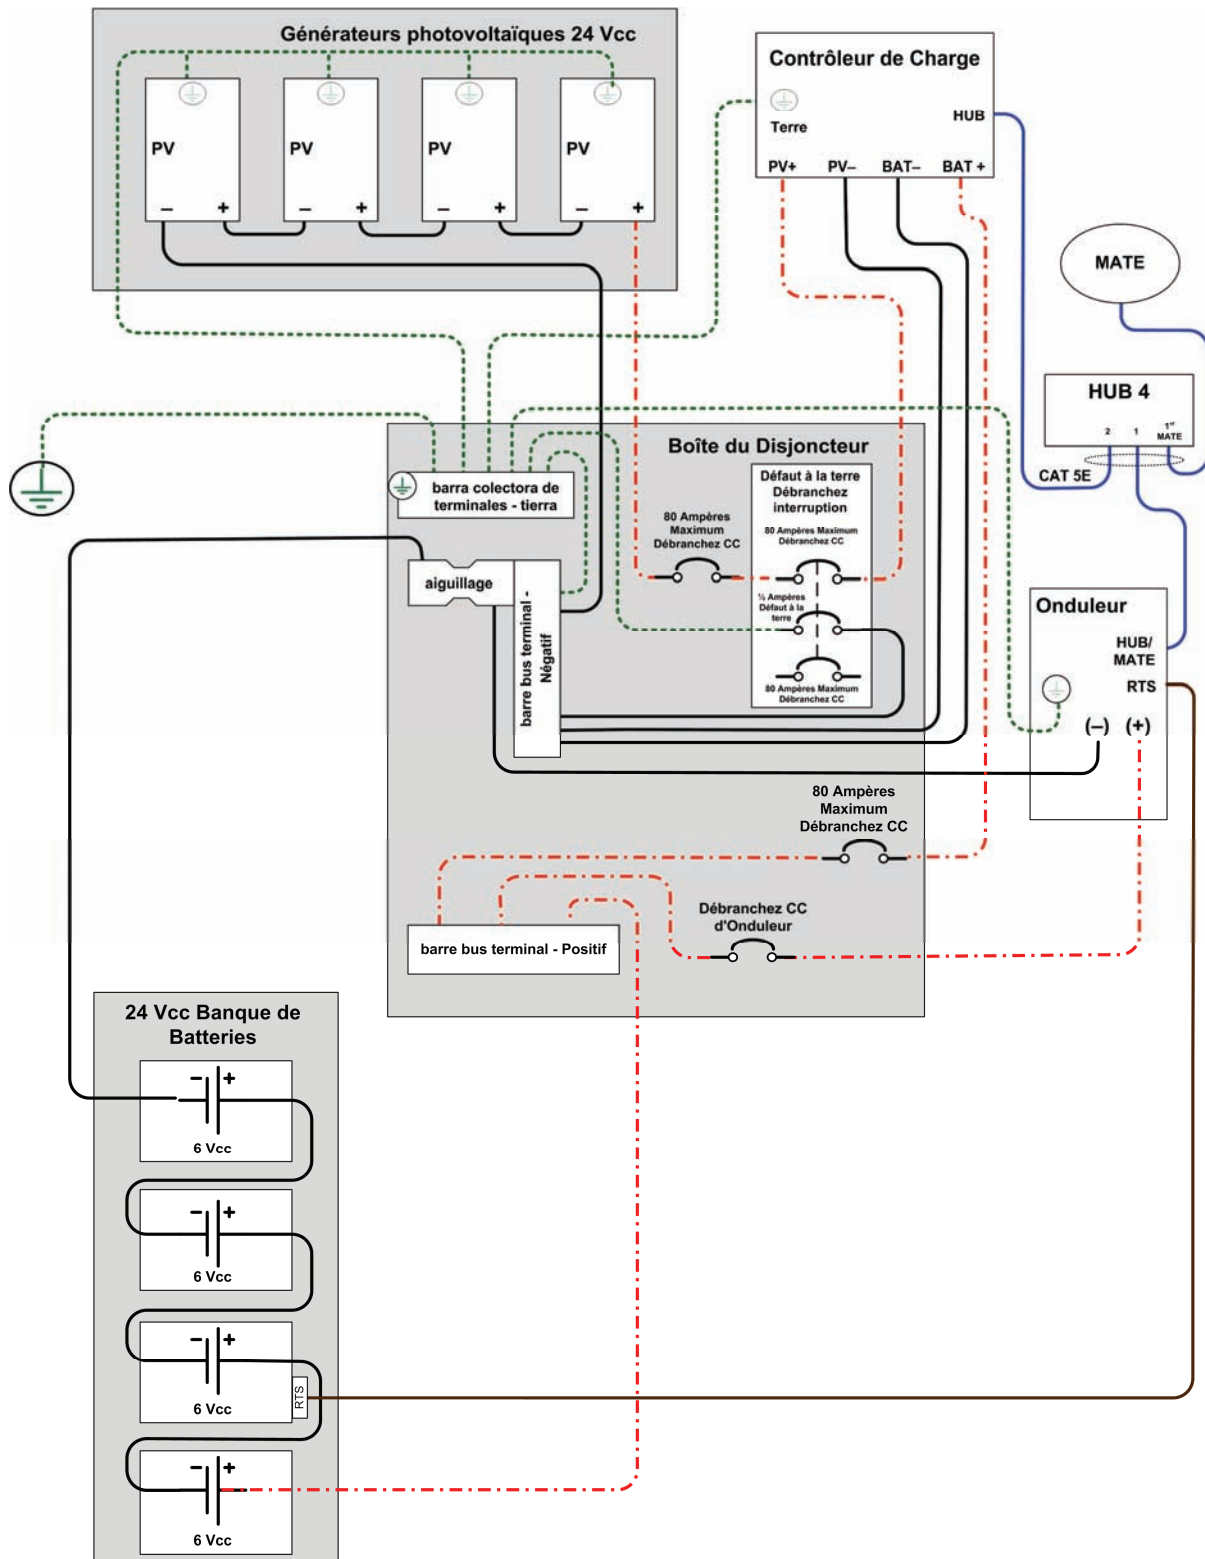 Générateurs photovoltaïques 24 Vcc
PV
PV
PV
PV
– +
– +
– +
– +
Contrôleur de Charge
HUB
Terre
PV+ PV– BAT– BAT +
MATE
HUB 4
2 1 1st
MATE
CAT 5E
Boîte du Disjoncteur
barra colectora de
terminales - tierra
80 Ampères
Maximum
Débranchez CC
Défaut à la terre
Débranchez
interruption
80 Ampères Maximum
Débranchez CC
½ Ampères
Défaut à la
terre
80 Ampères Maximum
Débranchez CC
aiguillage
barre bus terminal -
Négatif
Onduleur
HUB/
MATE
RTS
(–) (+)
80 Ampères
Maximum
Débranchez CC
Débranchez CC
d'Onduleur
barre bus terminal - Positif
24 Vcc Banque de
Batteries
- +
6 Vcc
- +
6 Vcc
- +
6 Vcc
RTS
- +
6 Vcc